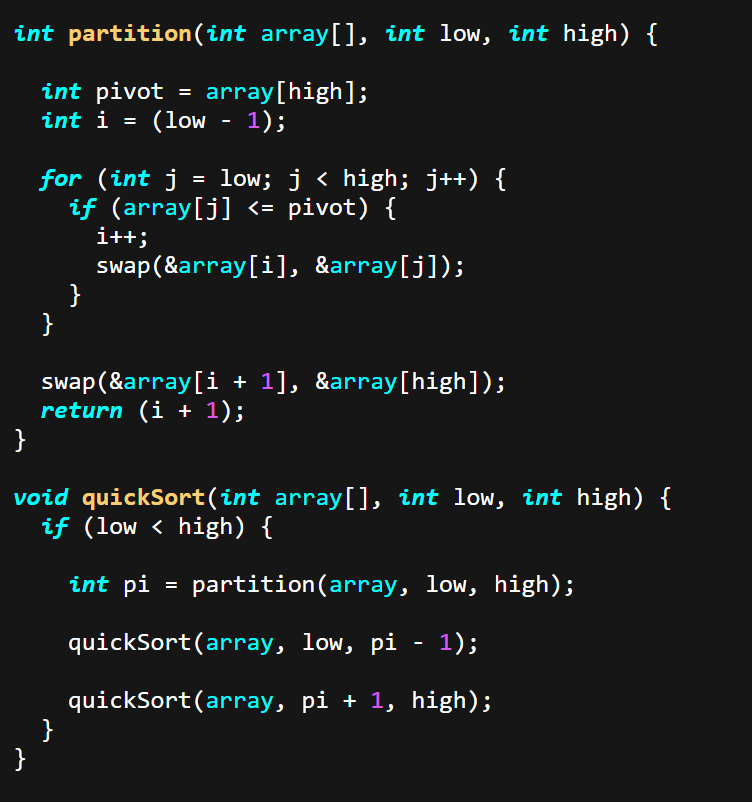 int partition(int array[], int low, int high) {
int pivot = array[high];
int i = (low - 1);
for (int j = low; j < high; j++) {
if (array[j] <= pivot) {
i++;
swap(&array[i], &array[j]);
}
}
swap(&array[i + 1], &array[high]);
return (i + 1);
}
void quickSort(int array[], int low, int high) {
if (low < high) {
int pi = partition(array, low, high);
quickSort(array, low, pi - 1);
quickSort(array, pi + 1, high);
}
}